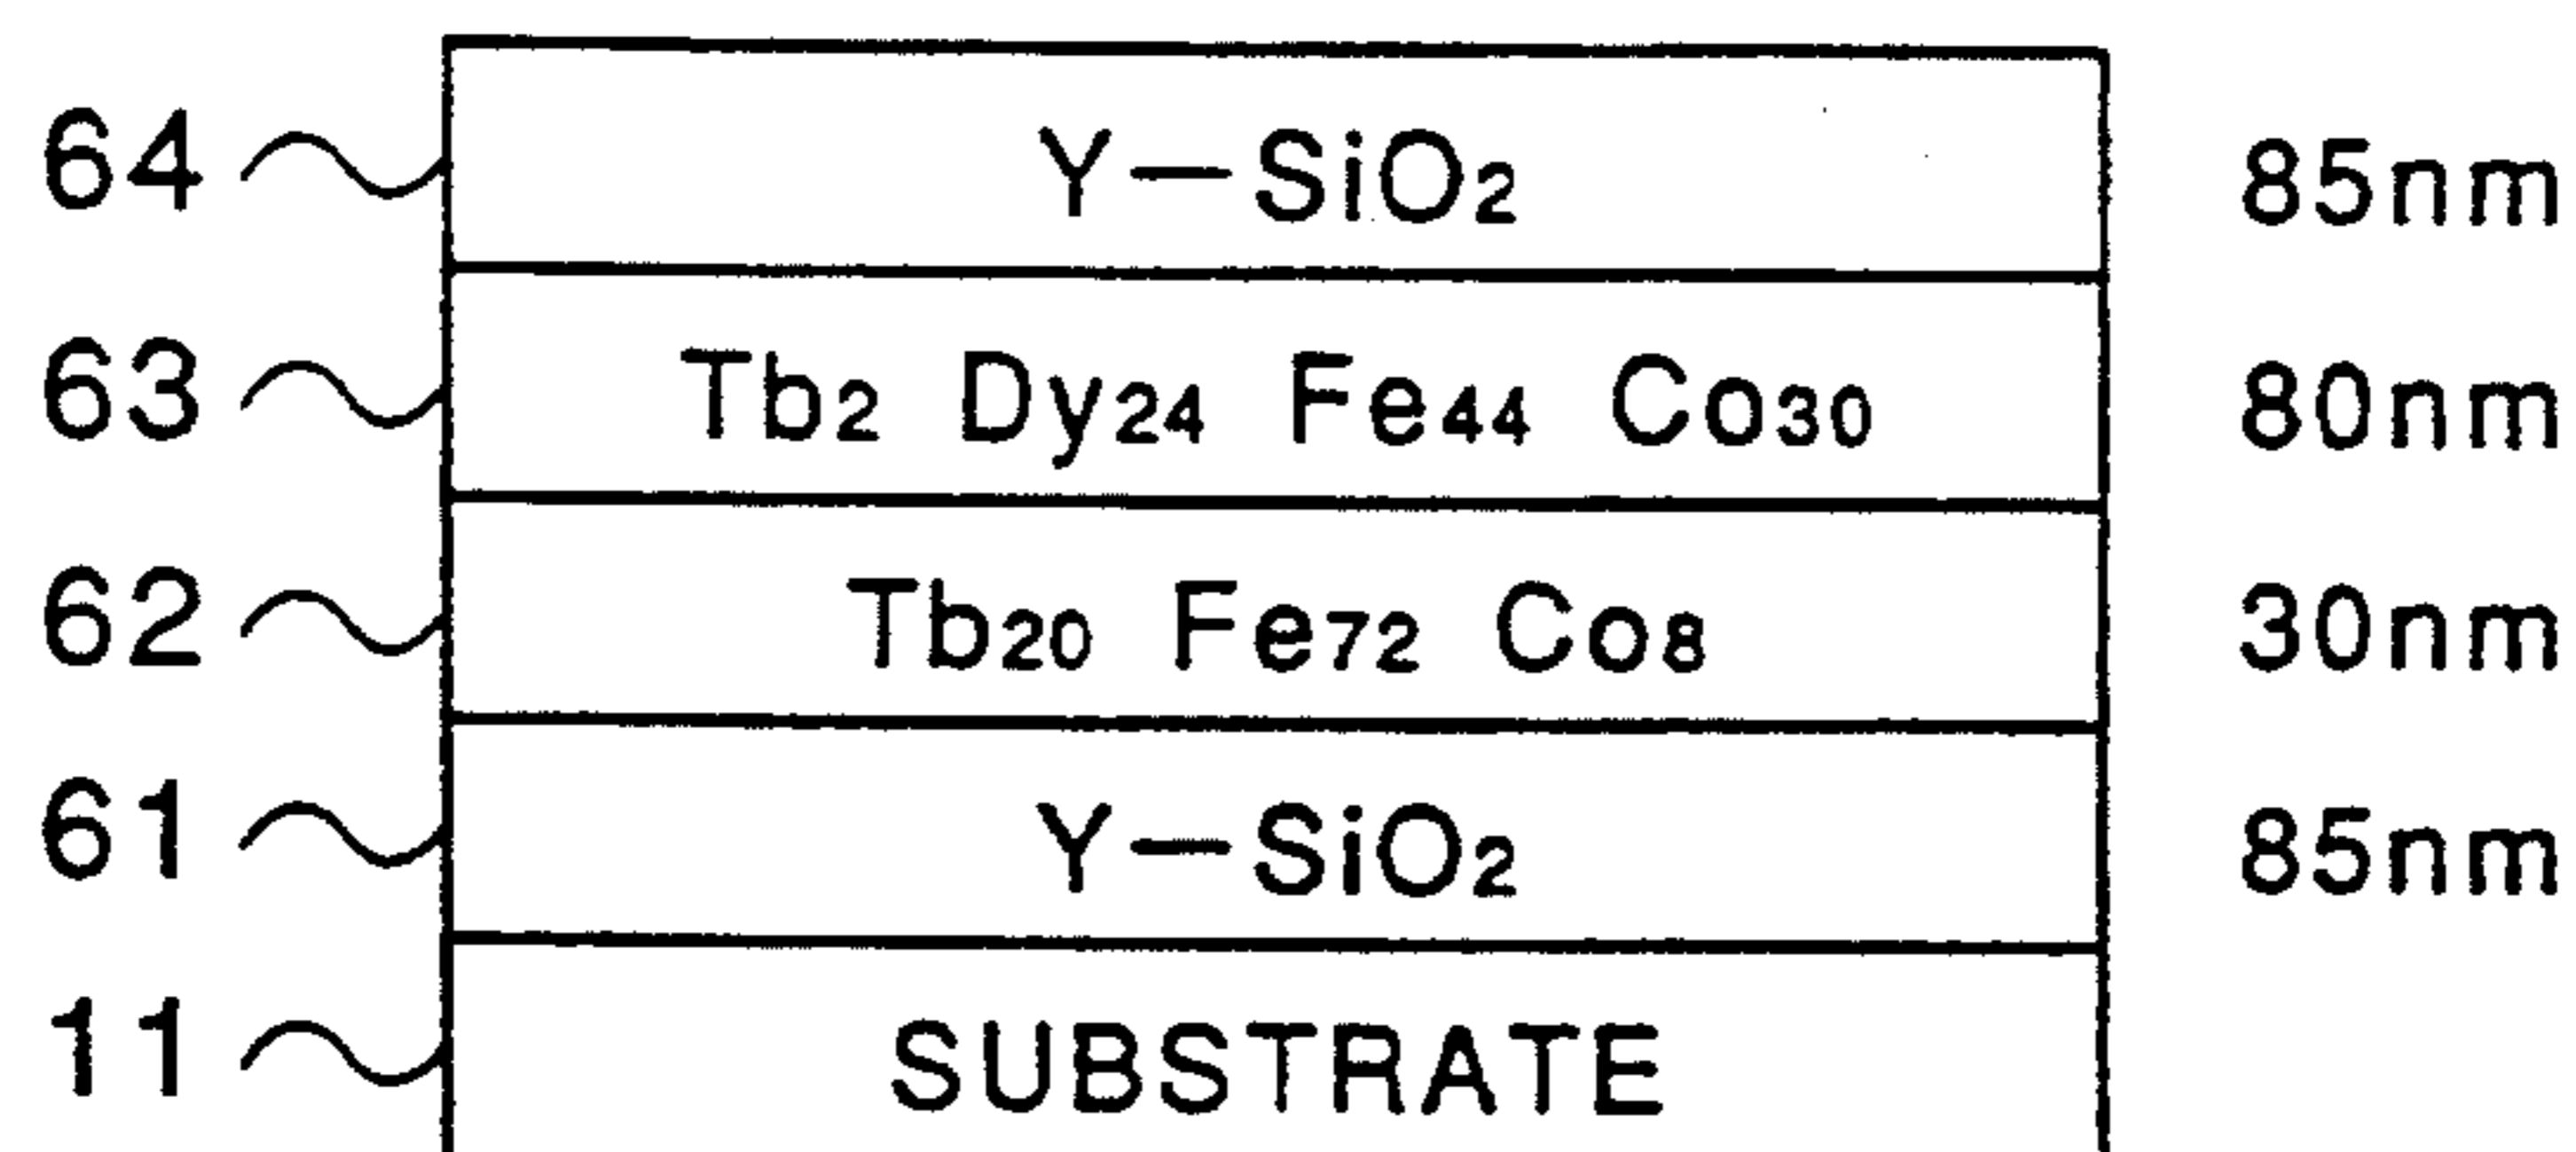 64 Y—SiO₂ 85nm
63 Tb₂ Dy₂₄ Fe₄₄ Co₃₀ 80nm
62 Tb₂₀ Fe₇₂ Co₈ 30nm
61 Y—SiO₂ 85nm
11 SUBSTRATE